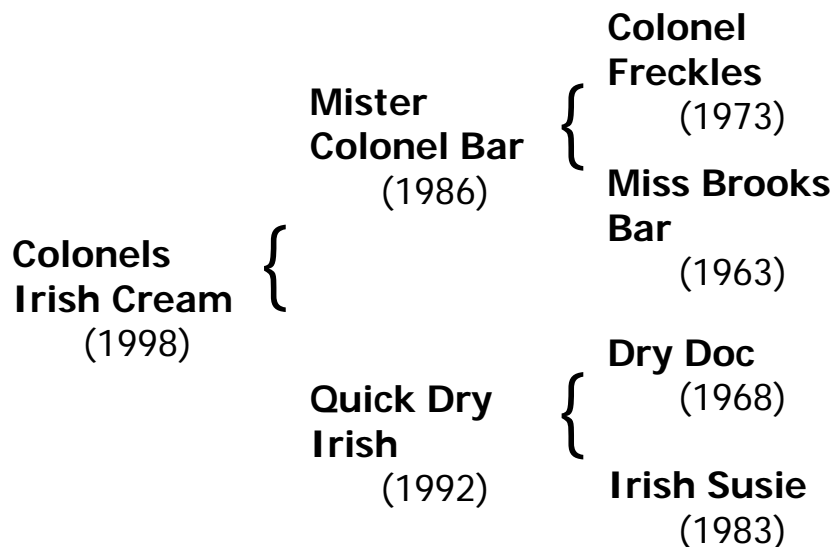 Colonels
Irish Cream
(1998)
Mister
Colonel Bar
(1986)
Quick Dry
Irish
(1992)
Colonel
Freckles
(1973)
Miss Brooks
Bar
(1963)
Dry Doc
(1968)
Irish Susie
(1983)